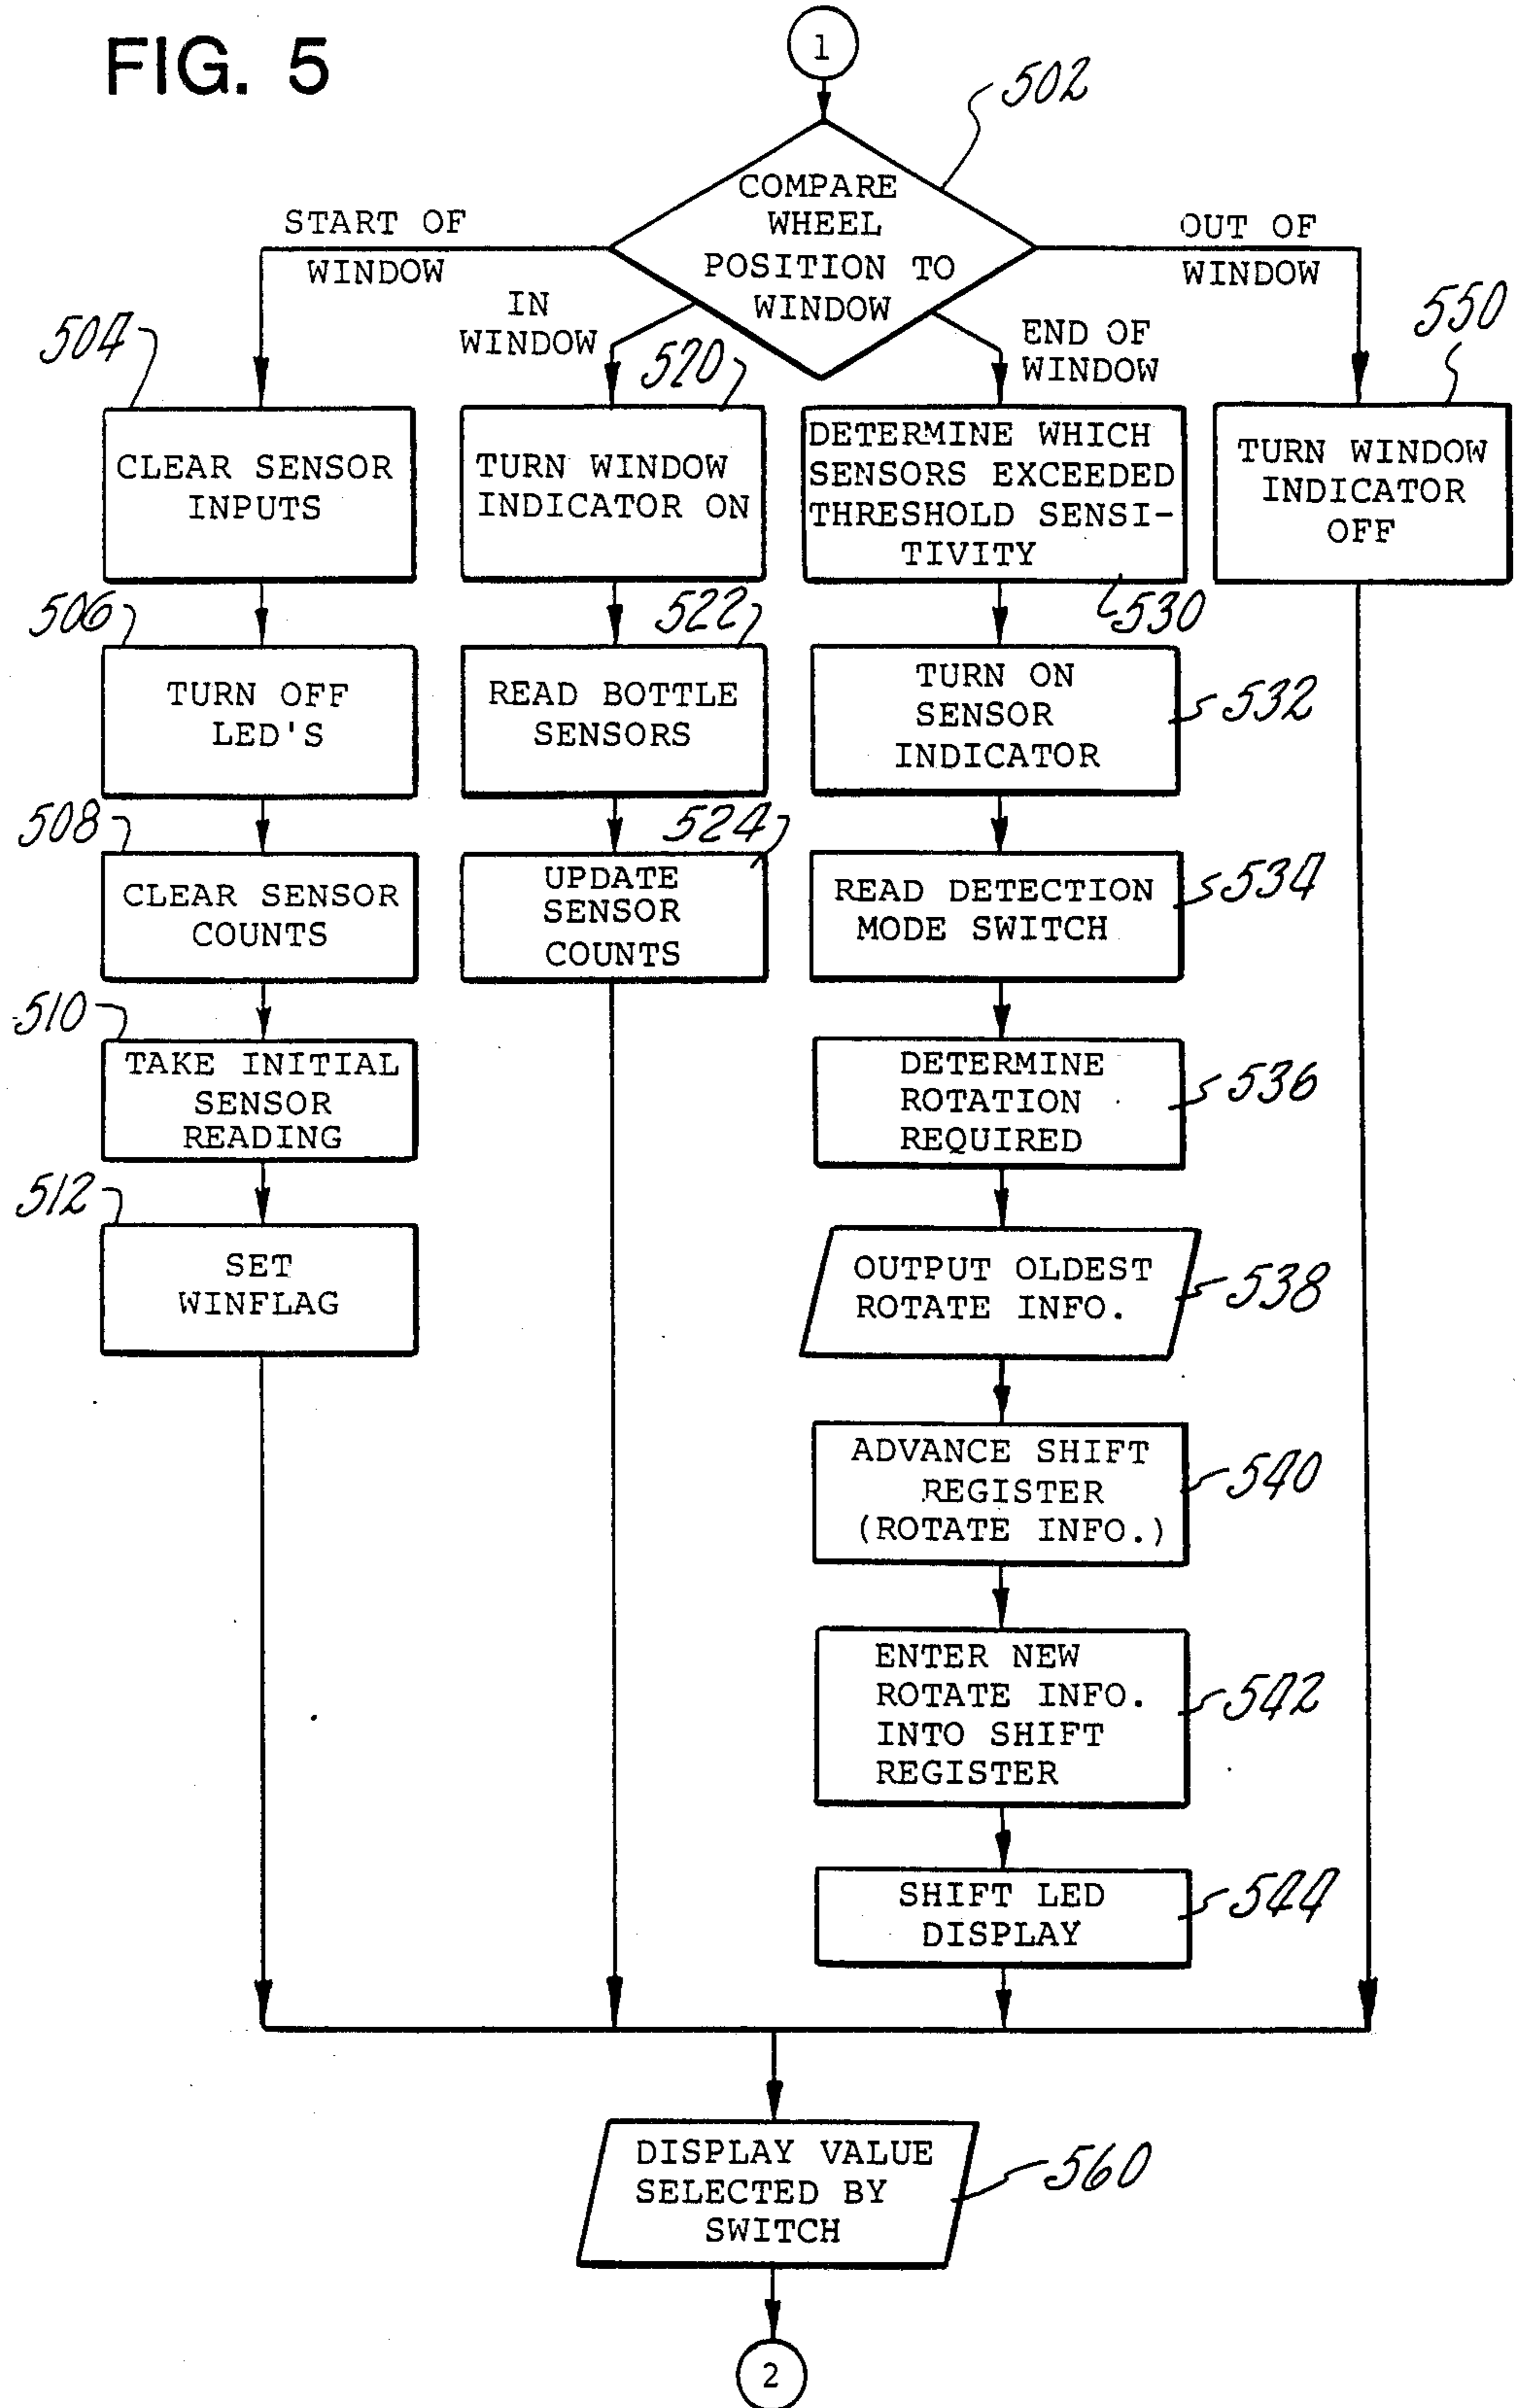 FIG. 5
1
502
COMPARE
WHEEL
POSITION TO
WINDOW
START OF
WINDOW
IN
WINDOW
END OF
WINDOW
OUT OF
WINDOW
504
CLEAR SENSOR
INPUTS
506
TURN OFF
LED'S
508
CLEAR SENSOR
COUNTS
510
TAKE INITIAL
SENSOR
READING
512
SET
WINFLAG
520
TURN WINDOW
INDICATOR ON
522
READ BOTTLE
SENSORS
524
UPDATE
SENSOR
COUNTS
DETERMINE WHICH
SENSORS EXCEEDED
THRESHOLD SENSI-
TIVITY
530
TURN ON
SENSOR
INDICATOR
532
READ DETECTION
MODE SWITCH
534
DETERMINE
ROTATION
REQUIRED
536
OUTPUT OLDEST
ROTATE INFO.
538
ADVANCE SHIFT
REGISTER
(ROTATE INFO.)
540
ENTER NEW
ROTATE INFO.
INTO SHIFT
REGISTER
542
SHIFT LED
DISPLAY
544
550
TURN WINDOW
INDICATOR
OFF
DISPLAY VALUE
SELECTED BY
SWITCH
560
2